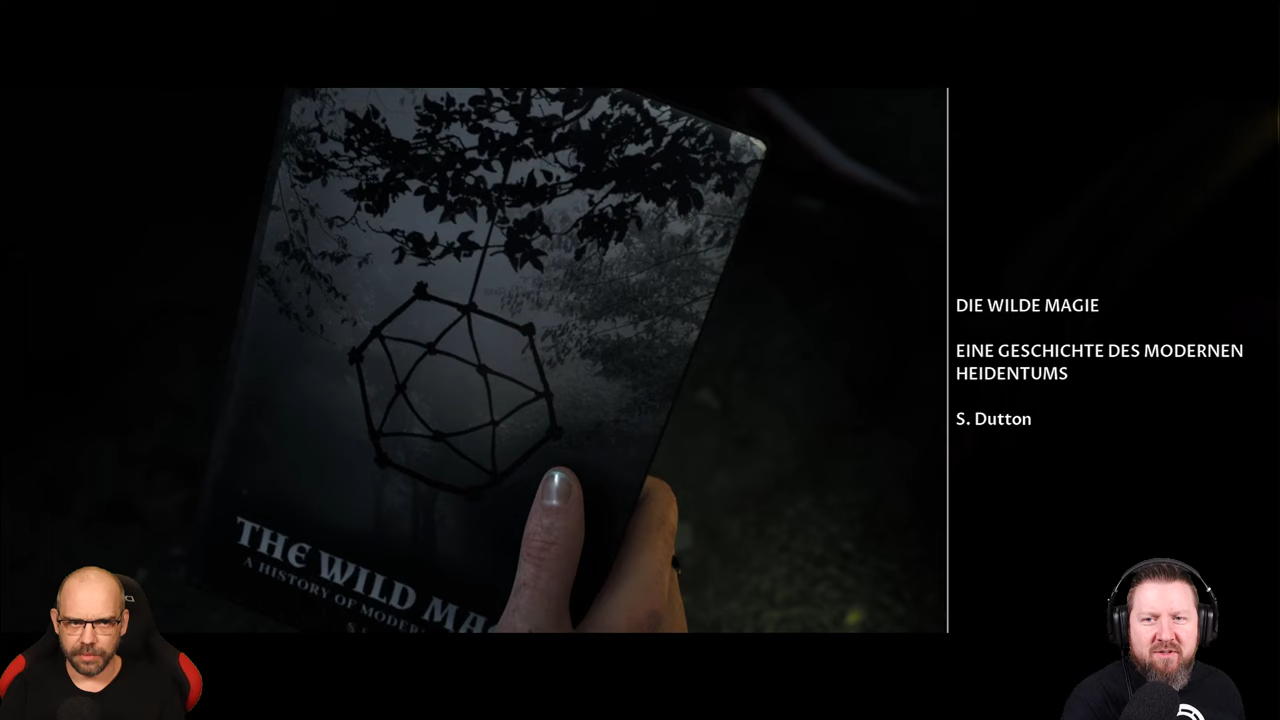 THE WILD MA
A HISTORY OF MODER
DIE WILDE MAGIE
EINE GESCHICHTE DES MODERNEN
HEIDENTUMS
S. Dutton